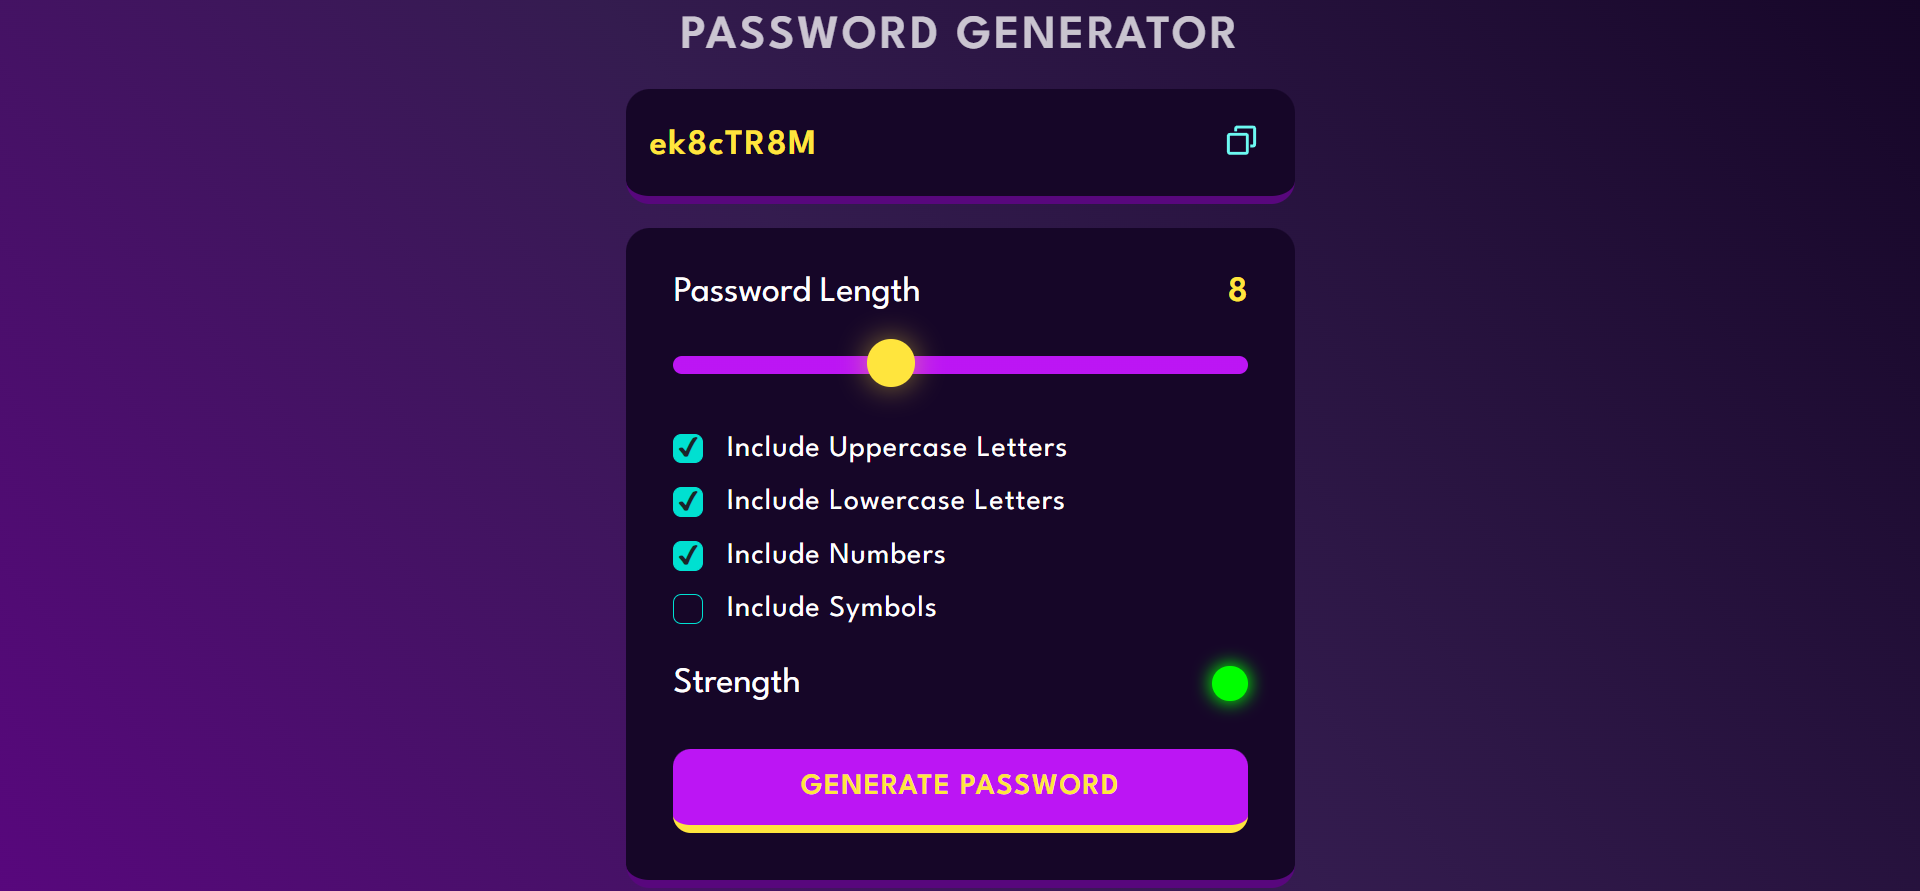 PASSWORD GENERATOR
ek8cTR8M
Password Length 8
Include Uppercase Letters
Include Lowercase Letters
Include Numbers
Include Symbols
Strength
GENERATE PASSWORD